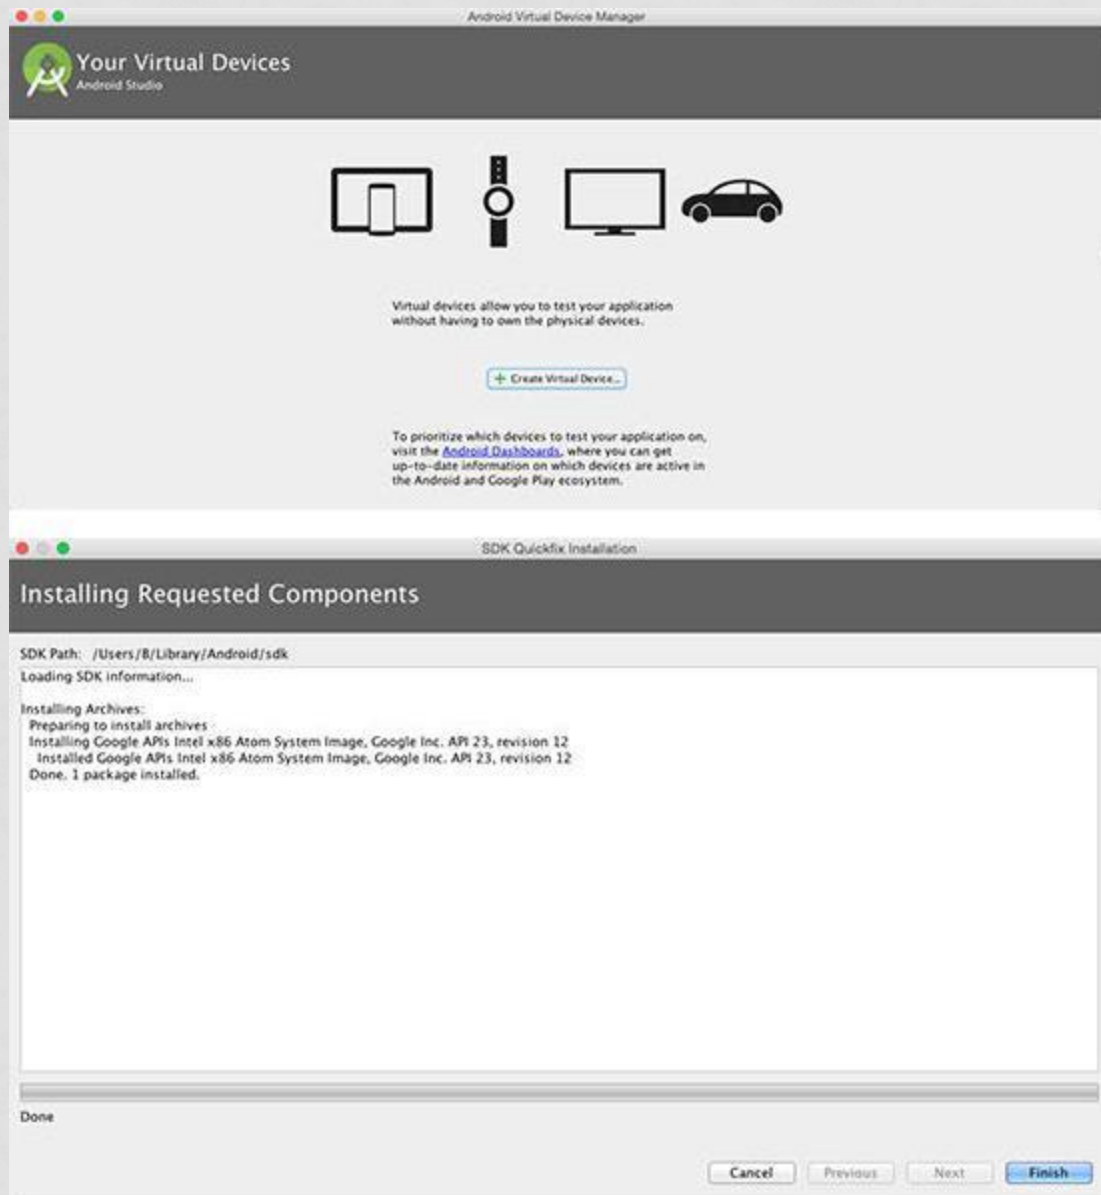 Android Virtual Device Manager
Your Virtual Devices
Android Studio
Virtual devices allow you to test your application
without having to own the physical devices.
+ Create Virtual Device...
To prioritize which devices to test your application on,
visit the Android Dashboards, where you can get
up-to-date information on which devices are active in
the Android and Google Play ecosystem.
SDK Quickfix Installation
Installing Requested Components
SDK Path: /Users/B/Library/Android/sdk
Loading SDK information...
Installing Archives:
Preparing to install archives
Installing Google APIs Intel x86 Atom System Image, Google Inc. API 23, revision 12
Installed Google APIs Intel x86 Atom System Image, Google Inc. API 23, revision 12
Done. 1 package installed.
Done
Cancel Previous Next Finish